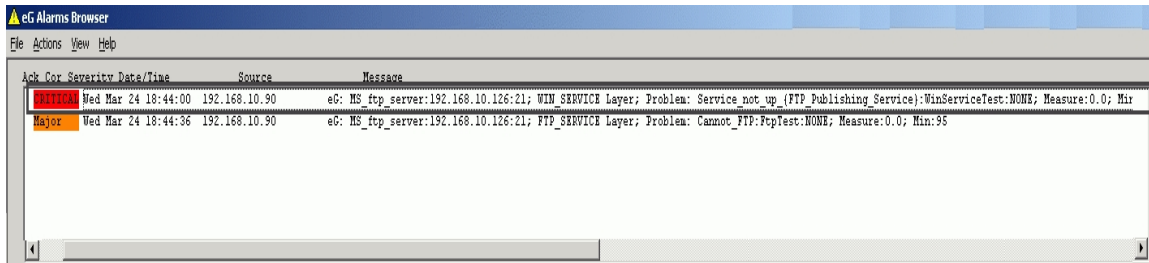 eG Alarms Browser
File Actions View Help
Ack Cor Severity Date/Time Source Message
CRITICAL Wed Mar 24 18:44:00 192.168.10.90 eG: MS_ftp_server:192.168.10.126:21; WIN_SERVICE Layer; Problem: Service_not_up_{FTP_Publishing_Service}:WinServiceTest:NONE; Measure:0.0; Min
Major Wed Mar 24 18:44:36 192.168.10.90 eG: MS_ftp_server:192.168.10.126:21; FTP_SERVICE Layer; Problem: Cannot_FTP:FtpTest:NONE; Measure:0.0; Min:95